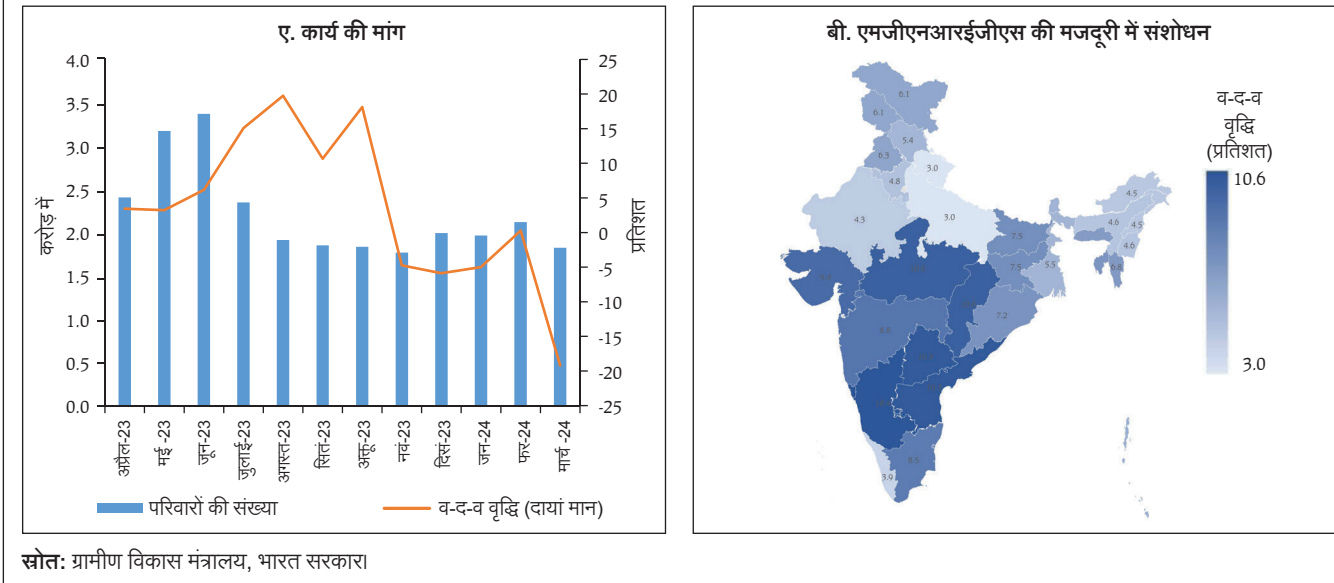 ए. कार्य की मांग
4.0
3.5
3.0
2.5
2.0
1.5
1.0
0.5
0.0
करोड़ में
25
20
15
10
5
0
-5
-10
-15
-20
-25
प्रतिशत
अप्रैल-23
मई -23
जून-23
जुलाई-23
अगस्त-23
सितं-23
अक्तू-23
नवं-23
दिसं-23
जन-24
फर-24
मार्च -24
परिवारों की संख्या
व-द-व वृद्धि (दायां मान)
बी. एमजीएनआरईजीएस की मजदूरी में संशोधन
6.1
6.1
5.4
6.3
3.0
4.8
4.3
3.0
4.5
4.6
4.5
4.6
6.8
7.5
7.5
5.5
7.2
3.9
व-द-व
वृद्धि
(प्रतिशत)
10.6
3.0
स्रोत: ग्रामीण विकास मंत्रालय, भारत सरकार।